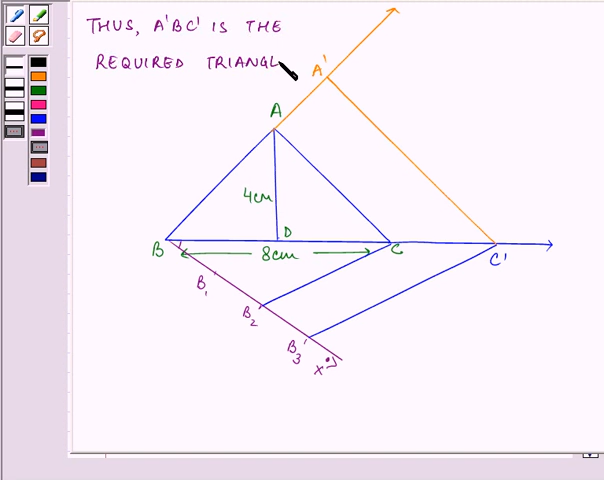 THUS, A'BC' IS THE
REQUIRED TRIANGL
A'
A
4cm
D
B
8cm
C
C'
B1
B2
B3
X